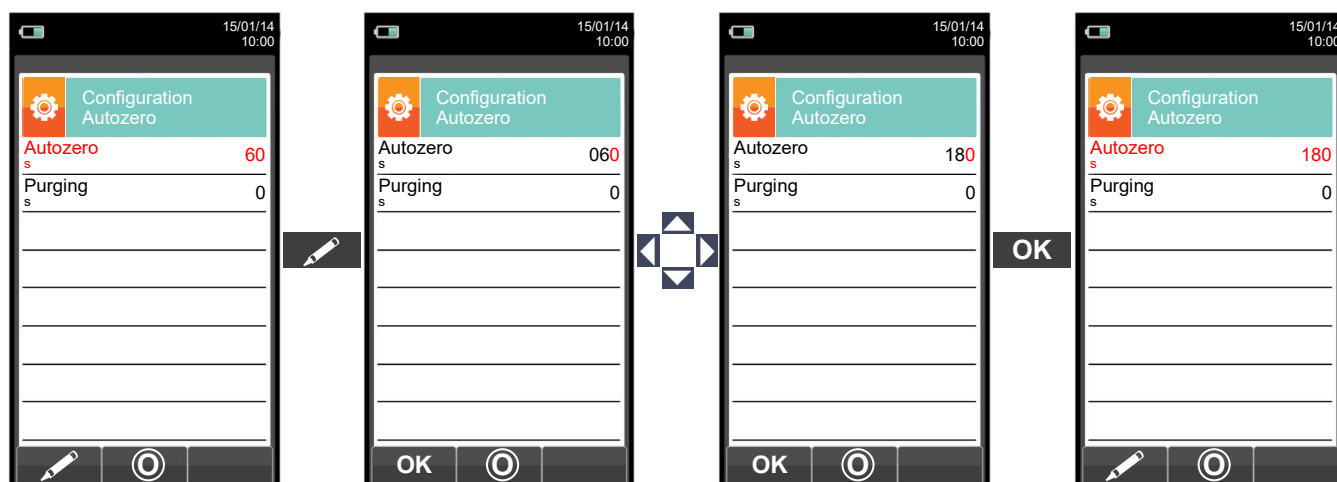 15/01/14
10:00
Configuration
Autozero
Autozero
s
60
Purging
s
0
O
15/01/14
10:00
Configuration
Autozero
Autozero
s
060
Purging
s
0
OK
O
15/01/14
10:00
Configuration
Autozero
Autozero
s
180
Purging
s
0
OK
O
OK
15/01/14
10:00
Configuration
Autozero
Autozero
s
180
Purging
s
0
O